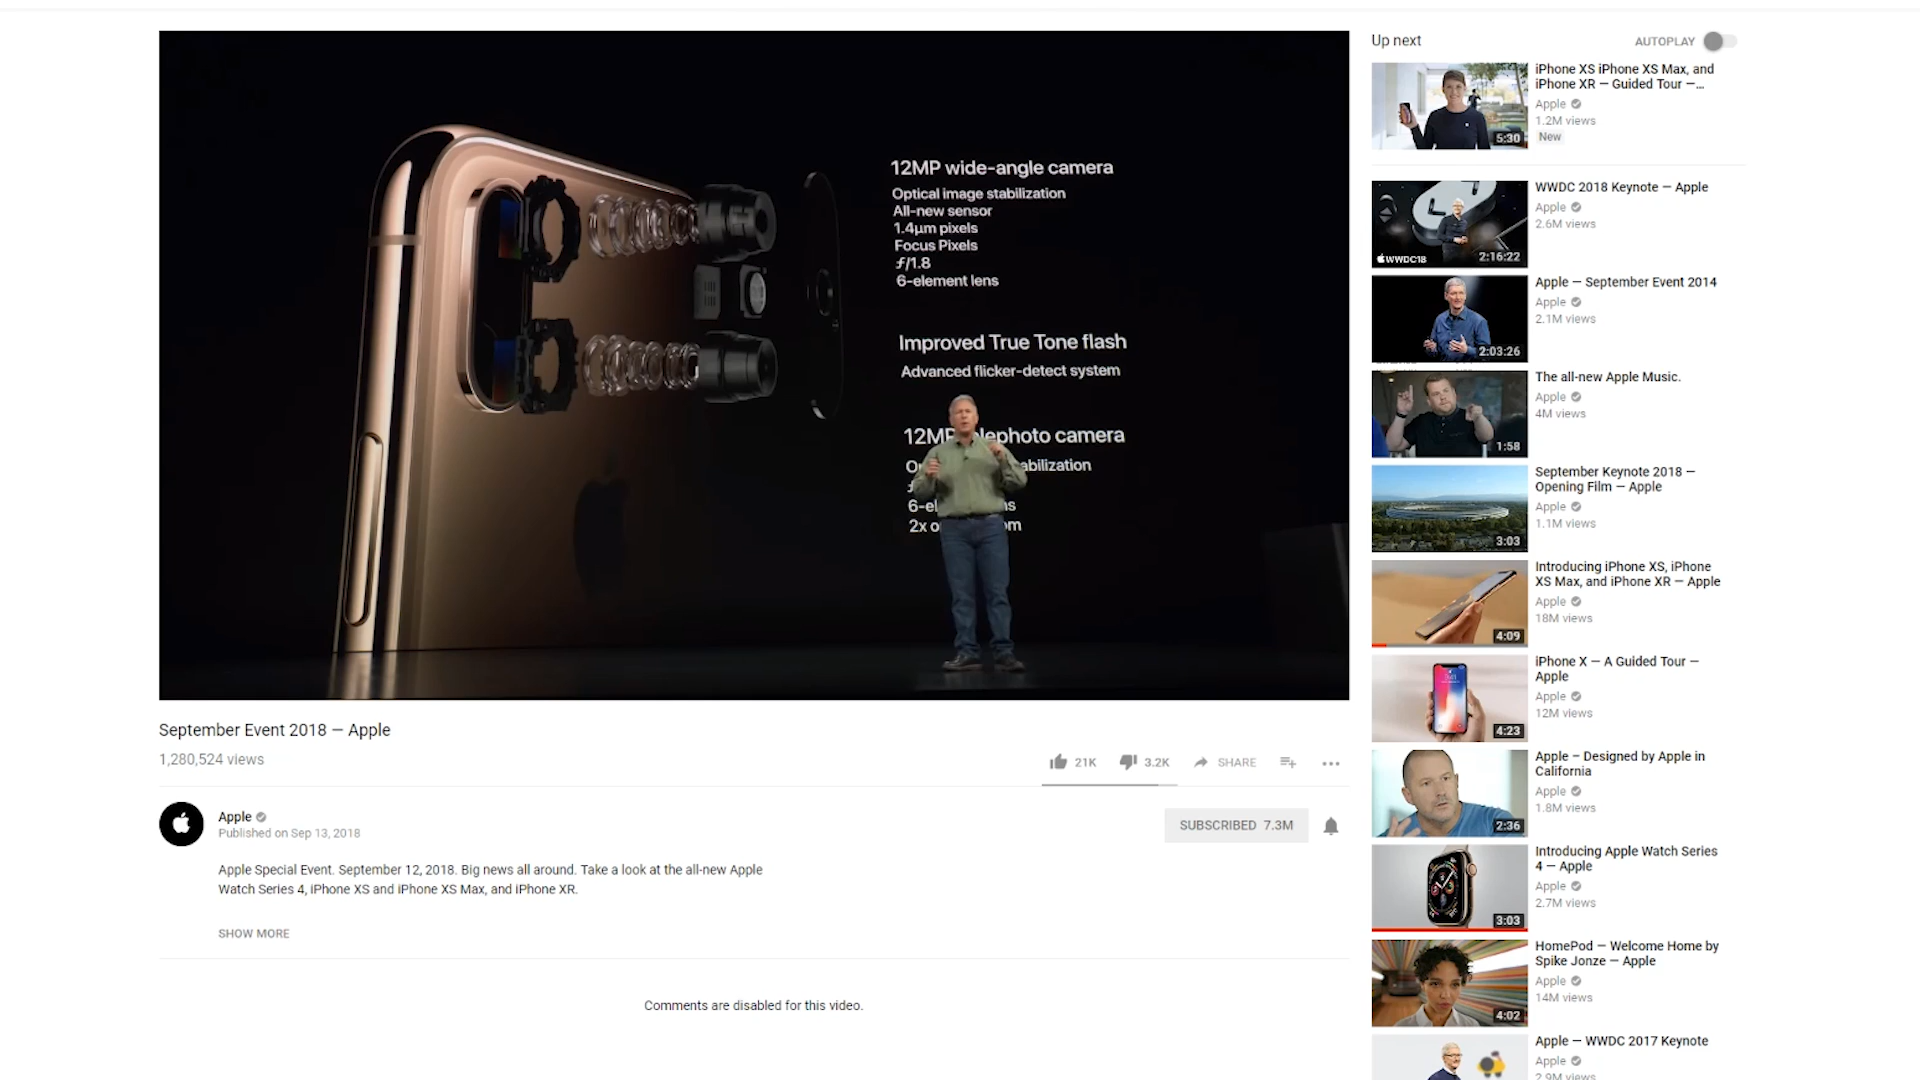 12MP wide-angle camera
Optical image stabilization
All-new sensor
1.4µm pixels
Focus Pixels
ƒ/1.8
6-element lens
Improved True Tone flash
Advanced flicker-detect system
12MP camera
September Event 2018 — Apple
1,280,524 views
21K
3.2K
SHARE
Apple
Published on Sep 13, 2018
SUBSCRIBED 7.3M
Apple Special Event. September 12, 2018. Big news all around. Take a look at the all-new Apple
Watch Series 4, iPhone XS and iPhone XS Max, and iPhone XR.
SHOW MORE
Comments are disabled for this video.
Up next
AUTOPLAY
5:30
iPhone XS iPhone XS Max, and
iPhone XR — Guided Tour —...
Apple
1.2M views
New
WWDC18
2:16:22
WWDC 2018 Keynote — Apple
Apple
2.6M views
2:03:26
Apple — September Event 2014
Apple
2.1M views
1:58
The all-new Apple Music.
Apple
4M views
3:03
September Keynote 2018 —
Opening Film — Apple
Apple
1.1M views
4:09
Introducing iPhone XS, iPhone
XS Max, and iPhone XR — Apple
Apple
18M views
4:23
iPhone X — A Guided Tour —
Apple
Apple
12M views
2:36
Apple – Designed by Apple in
California
Apple
1.8M views
3:03
Introducing Apple Watch Series
4 — Apple
Apple
2.7M views
4:02
HomePod — Welcome Home by
Spike Jonze — Apple
Apple
14M views
Apple — WWDC 2017 Keynote
Apple
2.9M views